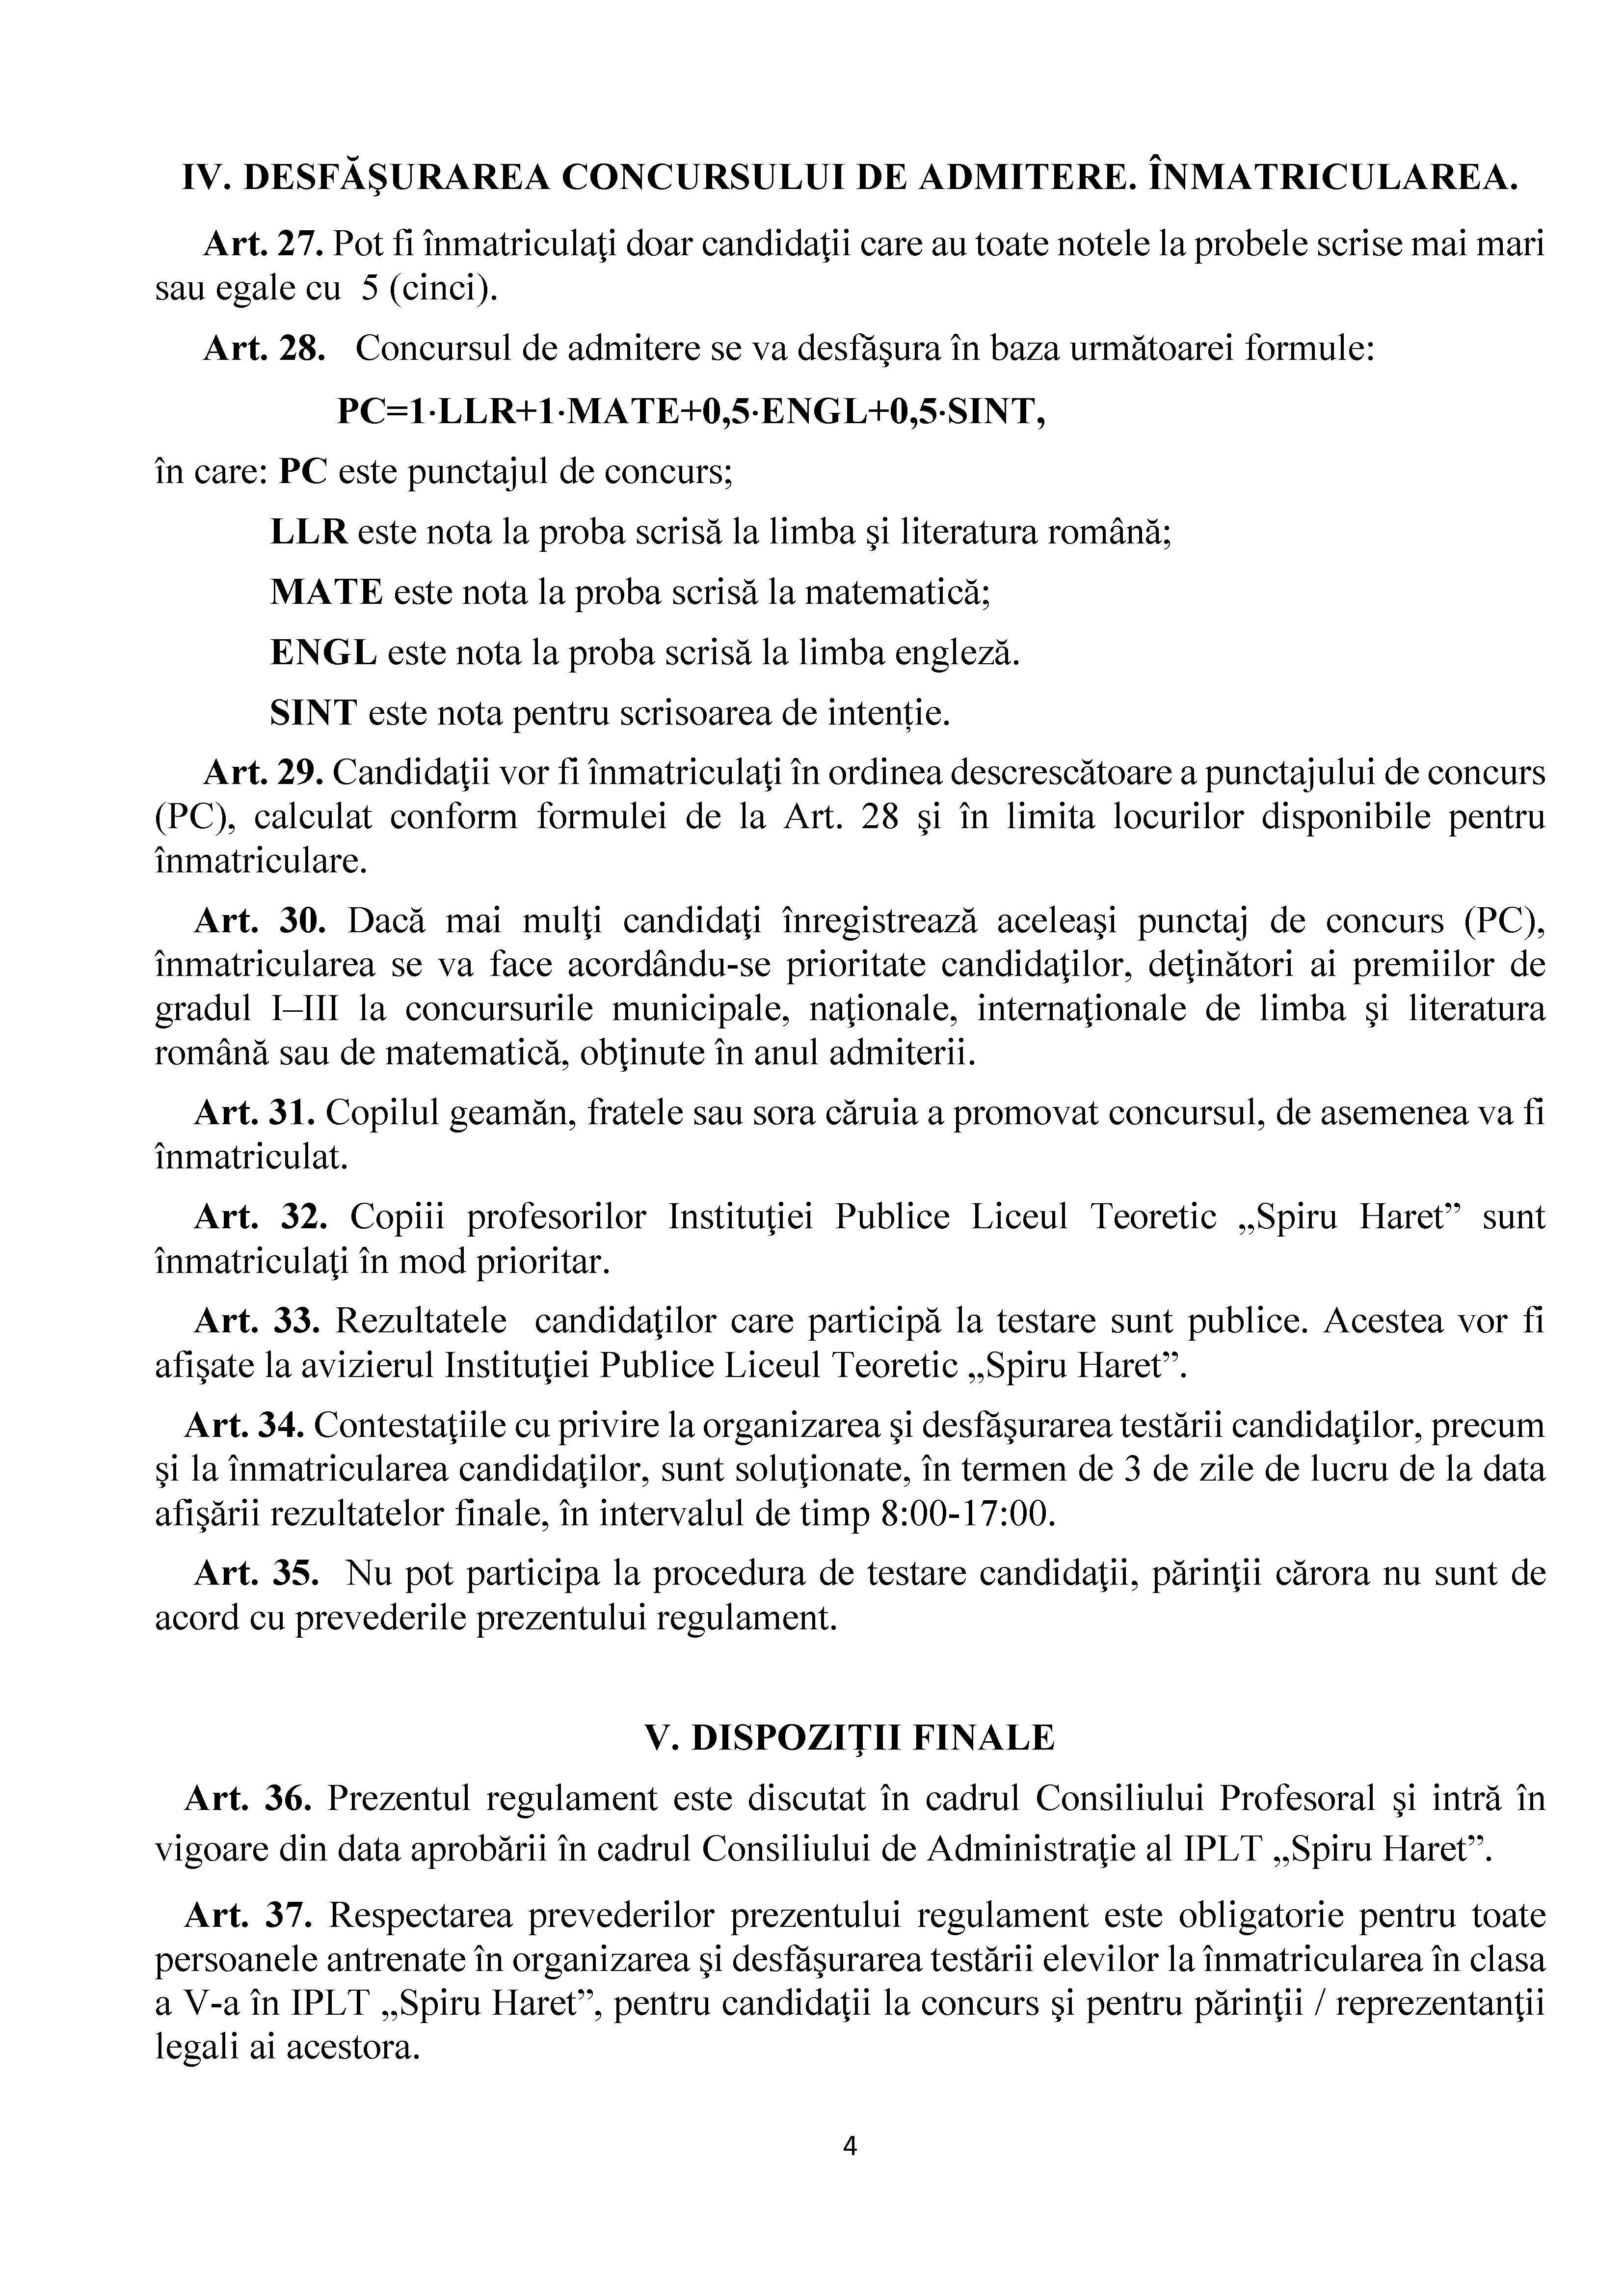 IV. DESFĂŞURAREA CONCURSULUI DE ADMITERE. ÎNMATRICULAREA.
Art. 27. Pot fi înmatriculaţi doar candidaţii care au toate notele la probele scrise mai mari
sau egale cu 5 (cinci).
Art. 28. Concursul de admitere se va desfăşura în baza următoarei formule:
PC=1·LLR+1·MATE+0,5·ENGL+0,5·SINT,
în care: PC este punctajul de concurs;
LLR este nota la proba scrisă la limba şi literatura română;
MATE este nota la proba scrisă la matematică;
ENGL este nota la proba scrisă la limba engleză.
SINT este nota pentru scrisoarea de intenție.
Art. 29. Candidaţii vor fi înmatriculaţi în ordinea descrescătoare a punctajului de concurs
(PC), calculat conform formulei de la Art. 28 şi în limita locurilor disponibile pentru
înmatriculare.
Art. 30. Dacă mai mulţi candidaţi înregistrează aceleaşi punctaj de concurs (PC),
înmatricularea se va face acordându-se prioritate candidaţilor, deţinători ai premiilor de
gradul I–III la concursurile municipale, naţionale, internaţionale de limba şi literatura
română sau de matematică, obţinute în anul admiterii.
Art. 31. Copilul geamăn, fratele sau sora căruia a promovat concursul, de asemenea va fi
înmatriculat.
Art. 32. Copiii profesorilor Instituţiei Publice Liceul Teoretic „Spiru Haret” sunt
înmatriculaţi în mod prioritar.
Art. 33. Rezultatele candidaţilor care participă la testare sunt publice. Acestea vor fi
afişate la avizierul Instituţiei Publice Liceul Teoretic „Spiru Haret”.
Art. 34. Contestaţiile cu privire la organizarea şi desfăşurarea testării candidaţilor, precum
şi la înmatricularea candidaţilor, sunt soluţionate, în termen de 3 de zile de lucru de la data
afişării rezultatelor finale, în intervalul de timp 8:00-17:00.
Art. 35. Nu pot participa la procedura de testare candidaţii, părinţii cărora nu sunt de
acord cu prevederile prezentului regulament.
V. DISPOZIŢII FINALE
Art. 36. Prezentul regulament este discutat în cadrul Consiliului Profesoral şi intră în
vigoare din data aprobării în cadrul Consiliului de Administraţie al IPLT „Spiru Haret”.
Art. 37. Respectarea prevederilor prezentului regulament este obligatorie pentru toate
persoanele antrenate în organizarea şi desfăşurarea testării elevilor la înmatricularea în clasa
a V-a în IPLT „Spiru Haret”, pentru candidaţii la concurs şi pentru părinţii / reprezentanţii
legali ai acestora.
4